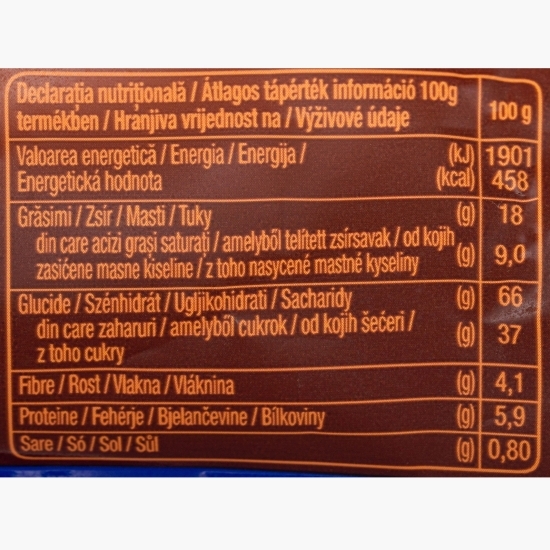 Declarația nutrițională / Átlagos tápérték információ 100g
termékben / Hranjiva vrijednost na / Výživové údaje
100 g
Valoarea energetică / Energia / Energija / (kJ) 1901
Energetická hodnota (kcal) 458
Grăsimi / Zsír / Masti / Tuky (g) 18
din care acizi grași saturați / amelyből telített zsírsavak / od kojih
zasićene masne kiseline / z toho nasycené mastné kyseliny (g) 9,0
Glucide / Szénhidrát / Ugljikohidrati / Sacharidy (g) 66
din care zaharuri / amelyből cukrok / od kojih šećeri /
z toho cukry (g) 37
Fibre / Rost / Vlakna / Vláknina (g) 4,1
Proteine / Fehérje / Bjelančevine / Bílkoviny (g) 5,9
Sare / Só / Sol / Sůl (g) 0,80